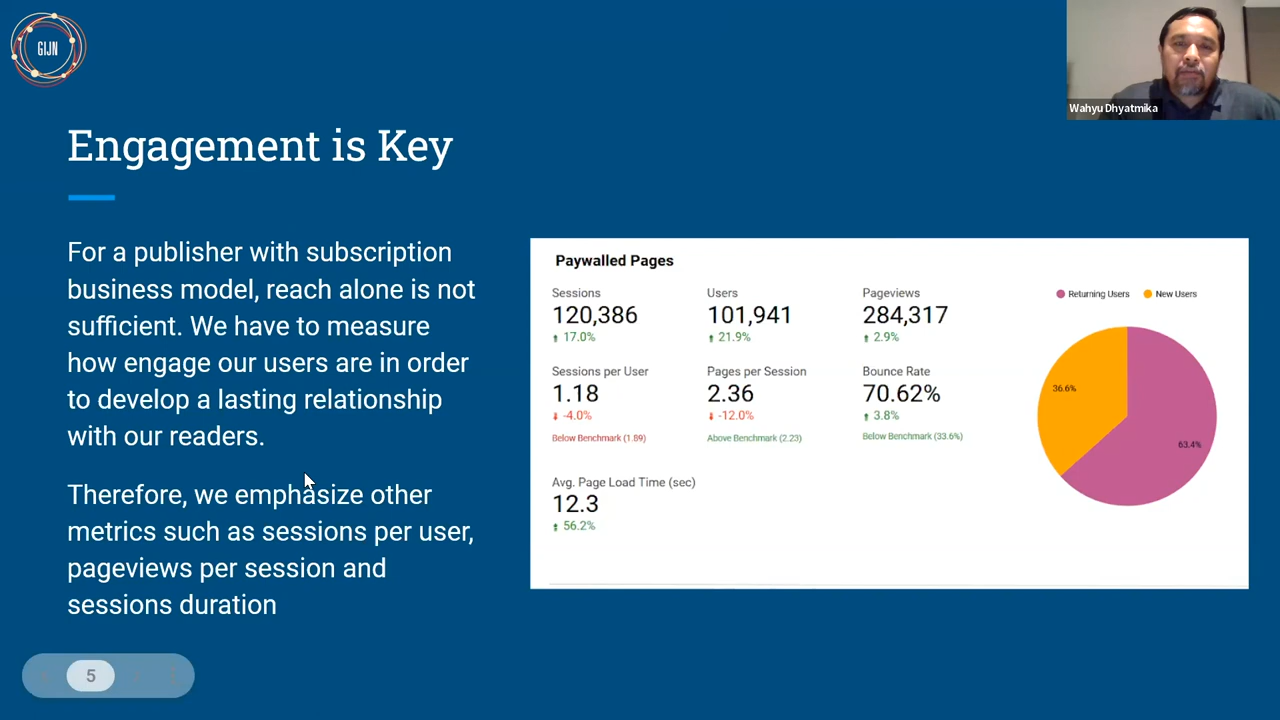 GIJN
Wahyu Dhyatmika
Engagement is Key
For a publisher with subscription
business model, reach alone is not
sufficient. We have to measure
how engage our users are in order
to develop a lasting relationship
with our readers.
Therefore, we emphasize other
metrics such as sessions per user,
pageviews per session and
sessions duration
Paywalled Pages
Sessions
120,386
17.0%
Users
101,941
21.9%
Pageviews
284,317
2.9%
Sessions per User
1.18
-4.0%
Below Benchmark (1.89)
Pages per Session
2.36
-12.0%
Above Benchmark (2.23)
Bounce Rate
70.62%
3.8%
Below Benchmark (33.6%)
Avg. Page Load Time (sec)
12.3
56.2%
Returning Users
New Users
36.6%
63.4%
5